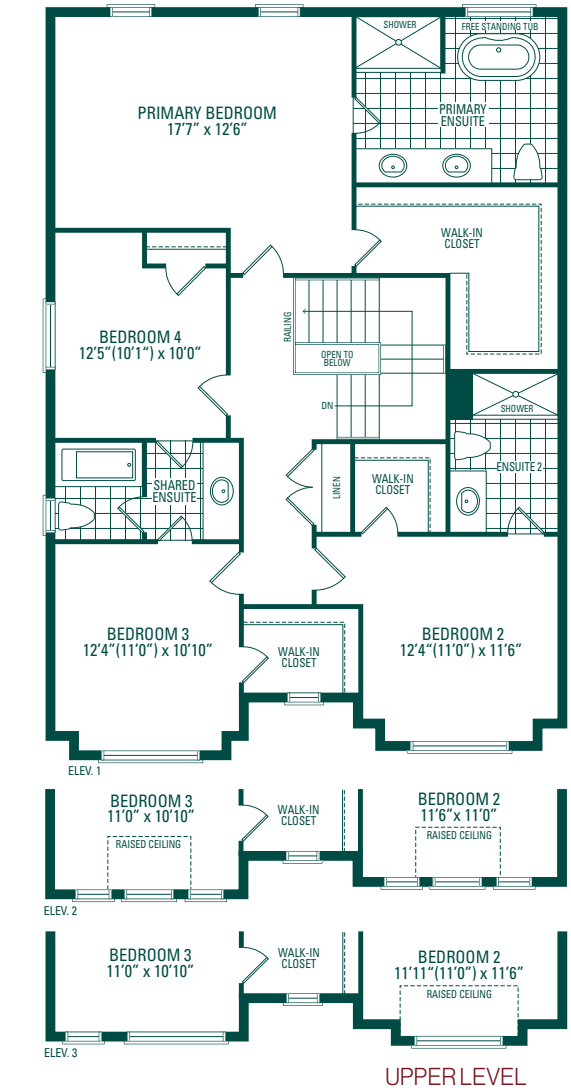 SHOWER
FREE STANDING TUB
PRIMARY BEDROOM
17'7" x 12'6"
PRIMARY
ENSUITE
WALK-IN
CLOSET
BEDROOM 4
12'5"(10'1") x 10'0"
RAILING
OPEN TO
BELOW
DN
SHOWER
ENSUITE 2
SHARED
ENSUITE
LINEN
WALK-IN
CLOSET
BEDROOM 3
12'4"(11'0") x 10'10"
WALK-IN
CLOSET
BEDROOM 2
12'4"(11'0") x 11'6"
ELEV. 1
BEDROOM 3
11'0" x 10'10"
RAISED CEILING
WALK-IN
CLOSET
BEDROOM 2
11'6"x 11'0"
RAISED CEILING
ELEV. 2
BEDROOM 3
11'0" x 10'10"
WALK-IN
CLOSET
BEDROOM 2
11'11"(11'0") x 11'6"
RAISED CEILING
ELEV. 3
UPPER LEVEL